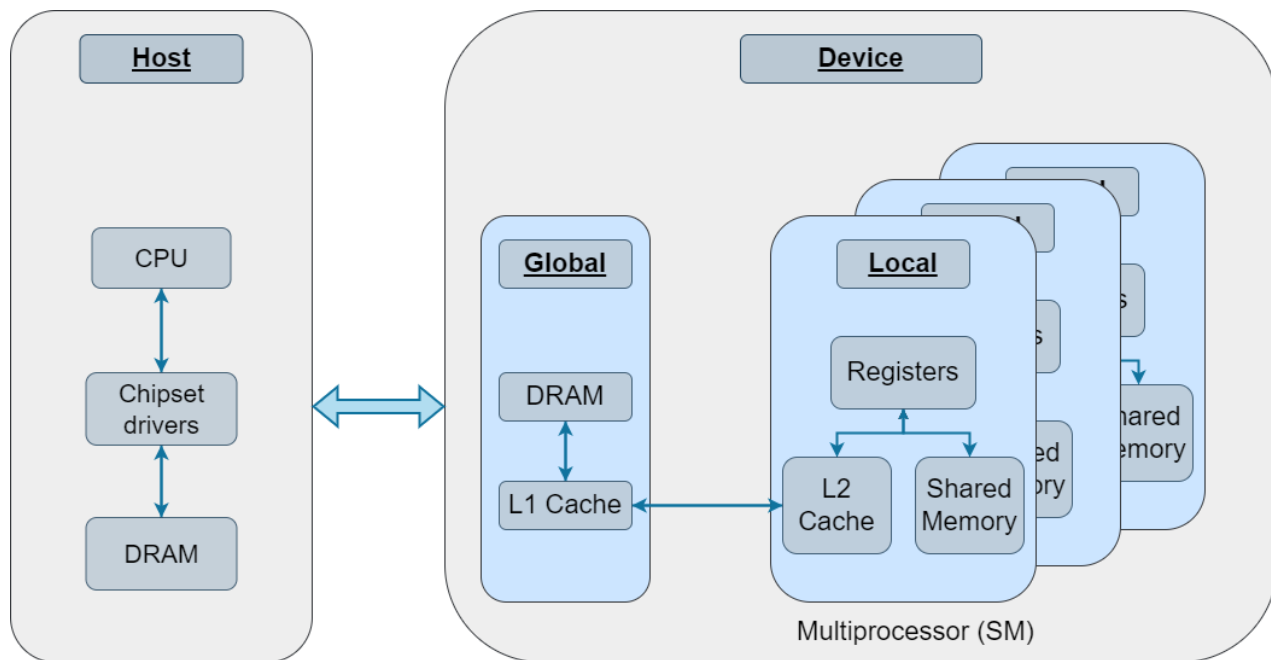 Host
CPU
Chipset
drivers
DRAM
Device
Global
DRAM
L1 Cache
Local
Registers
L2
Cache
Shared
Memory
Multiprocessor (SM)